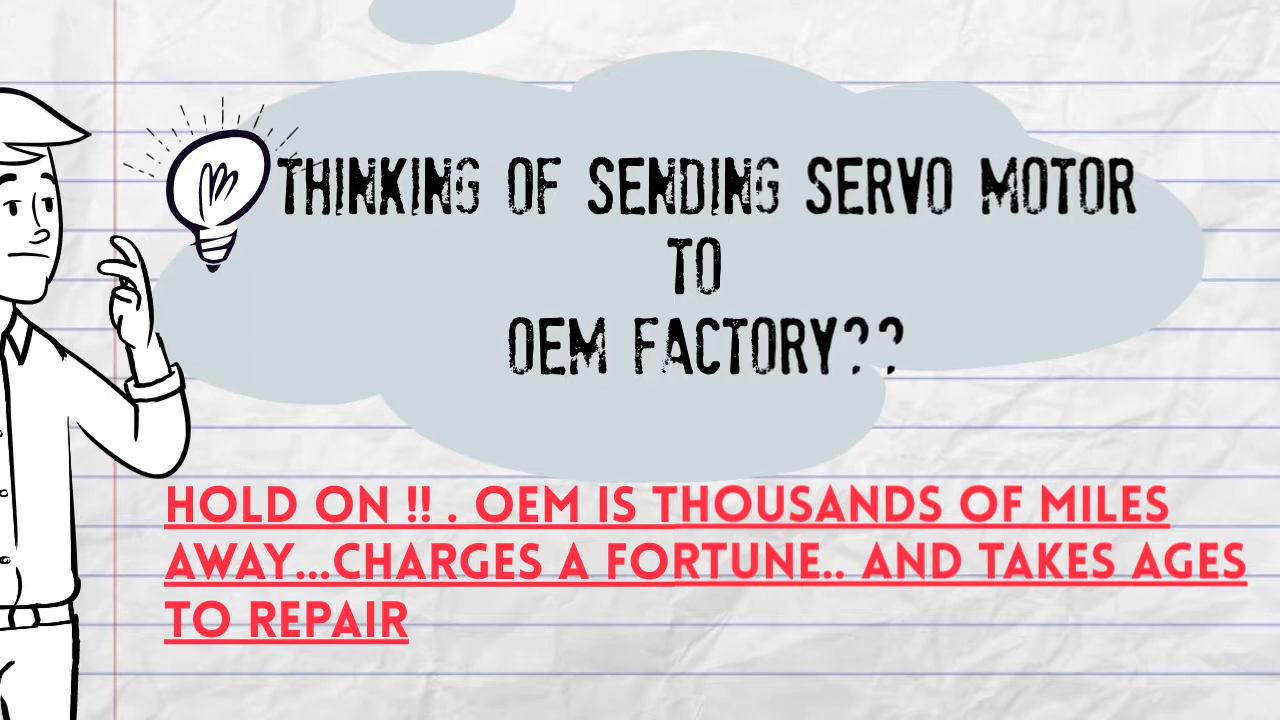 THINKING OF SENDING SERVO MOTOR
TO
OEM FACTORY??
HOLD ON !! . OEM IS THOUSANDS OF MILES
AWAY...CHARGES A FORTUNE.. AND TAKES AGES
TO REPAIR